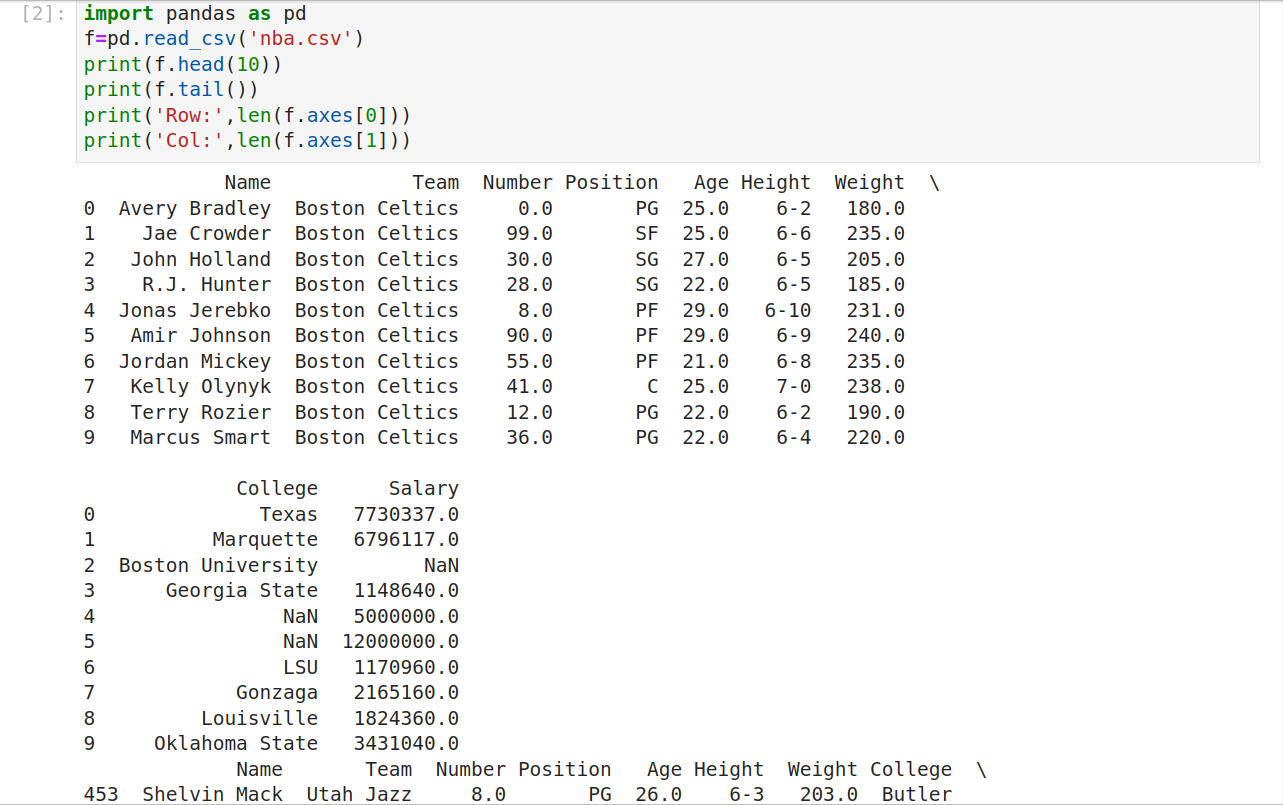 [2]: import pandas as pd
f=pd.read_csv('nba.csv')
print(f.head(10))
print(f.tail())
print('Row:',len(f.axes[0]))
print('Col:',len(f.axes[1]))
Name Team Number Position Age Height Weight \
0 Avery Bradley Boston Celtics 0.0 PG 25.0 6-2 180.0
1 Jae Crowder Boston Celtics 99.0 SF 25.0 6-6 235.0
2 John Holland Boston Celtics 30.0 SG 27.0 6-5 205.0
3 R.J. Hunter Boston Celtics 28.0 SG 22.0 6-5 185.0
4 Jonas Jerebko Boston Celtics 8.0 PF 29.0 6-10 231.0
5 Amir Johnson Boston Celtics 90.0 PF 29.0 6-9 240.0
6 Jordan Mickey Boston Celtics 55.0 PF 21.0 6-8 235.0
7 Kelly Olynyk Boston Celtics 41.0 C 25.0 7-0 238.0
8 Terry Rozier Boston Celtics 12.0 PG 22.0 6-2 190.0
9 Marcus Smart Boston Celtics 36.0 PG 22.0 6-4 220.0
College Salary
0 Texas 7730337.0
1 Marquette 6796117.0
2 Boston University NaN
3 Georgia State 1148640.0
4 NaN 5000000.0
5 NaN 12000000.0
6 LSU 1170960.0
7 Gonzaga 2165160.0
8 Louisville 1824360.0
9 Oklahoma State 3431040.0
Name Team Number Position Age Height Weight College \
453 Shelvin Mack Utah Jazz 8.0 PG 26.0 6-3 203.0 Butler